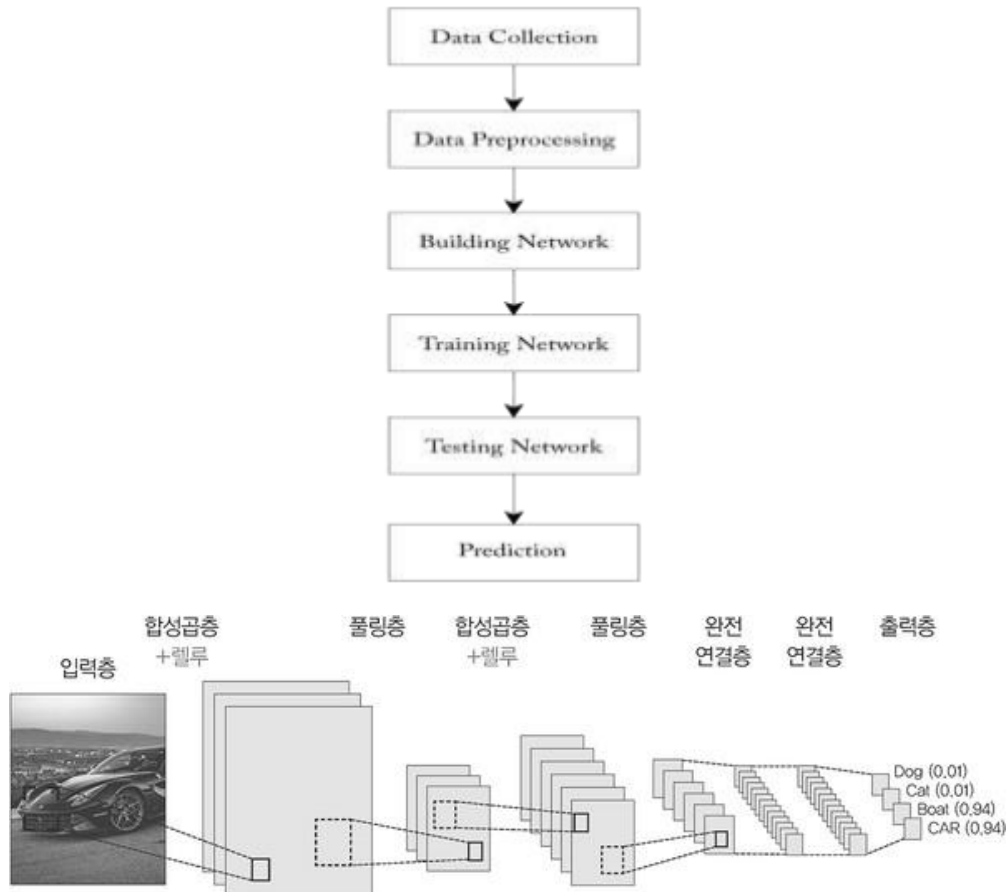 Data Collection
Data Preprocessing
Building Network
Training Network
Testing Network
Prediction
입력층
합성곱층
+렐루
풀링층
합성곱층
+렐루
풀링층
완전
연결층
완전
연결층
출력층
Dog (0.01)
Cat (0.01)
Boat (0.94)
CAR (0.94)